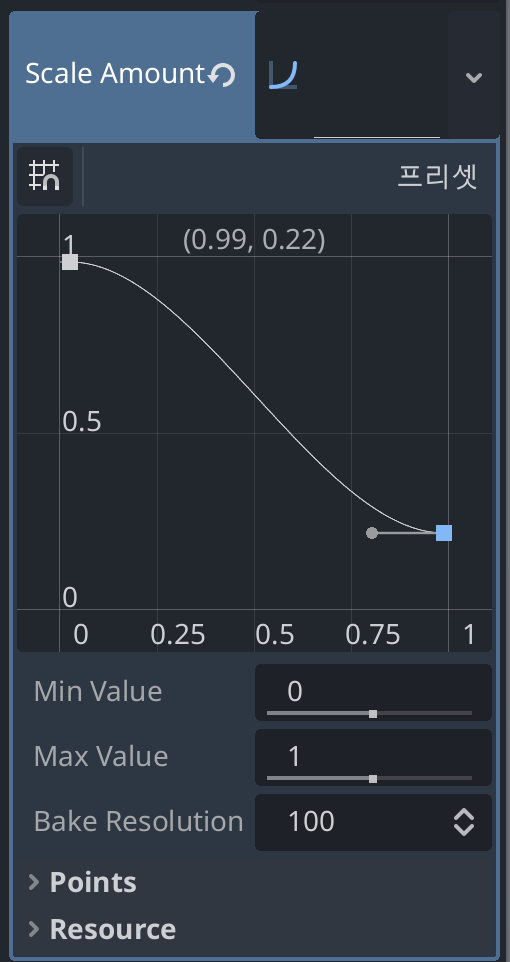 Scale Amount
프리셋
(0.99, 0.22)
1
0.5
0
0 0.25 0.5 0.75 1
Min Value 0
Max Value 1
Bake Resolution 100
Points
Resource